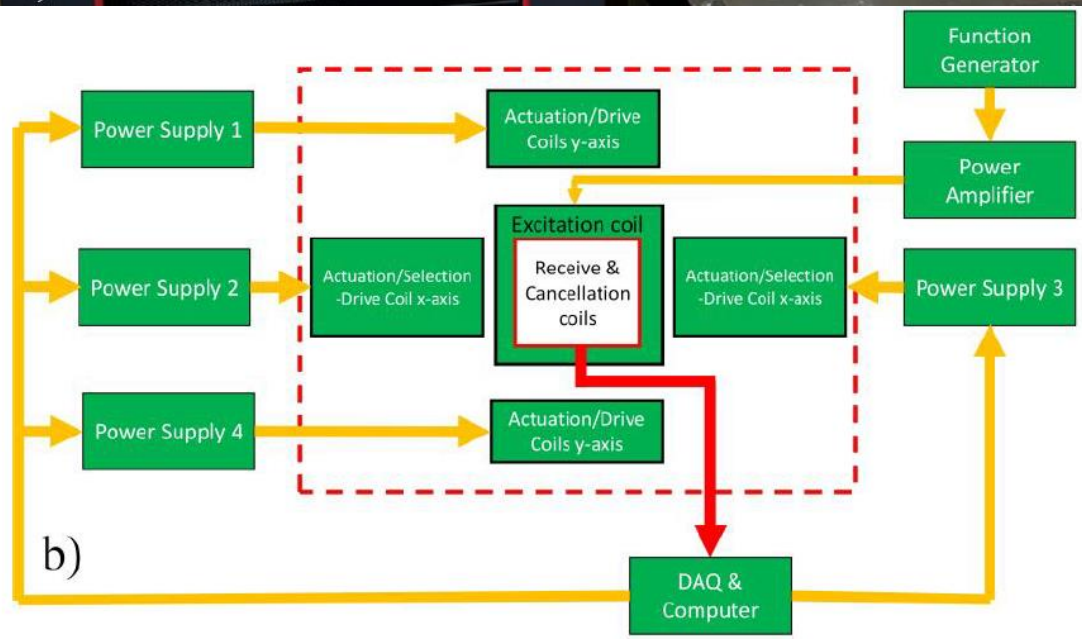 Function
Generator
Power Supply 1
Actuation/Drive
Coils y-axis
Power
Amplifier
Excitation coil
Receive &
Cancellation
coils
Power Supply 2
Actuation/Selection
-Drive Coil x-axis
Actuation/Selection
-Drive Coil x-axis
Power Supply 3
Power Supply 4
Actuation/Drive
Coils y-axis
b)
DAQ &
Computer